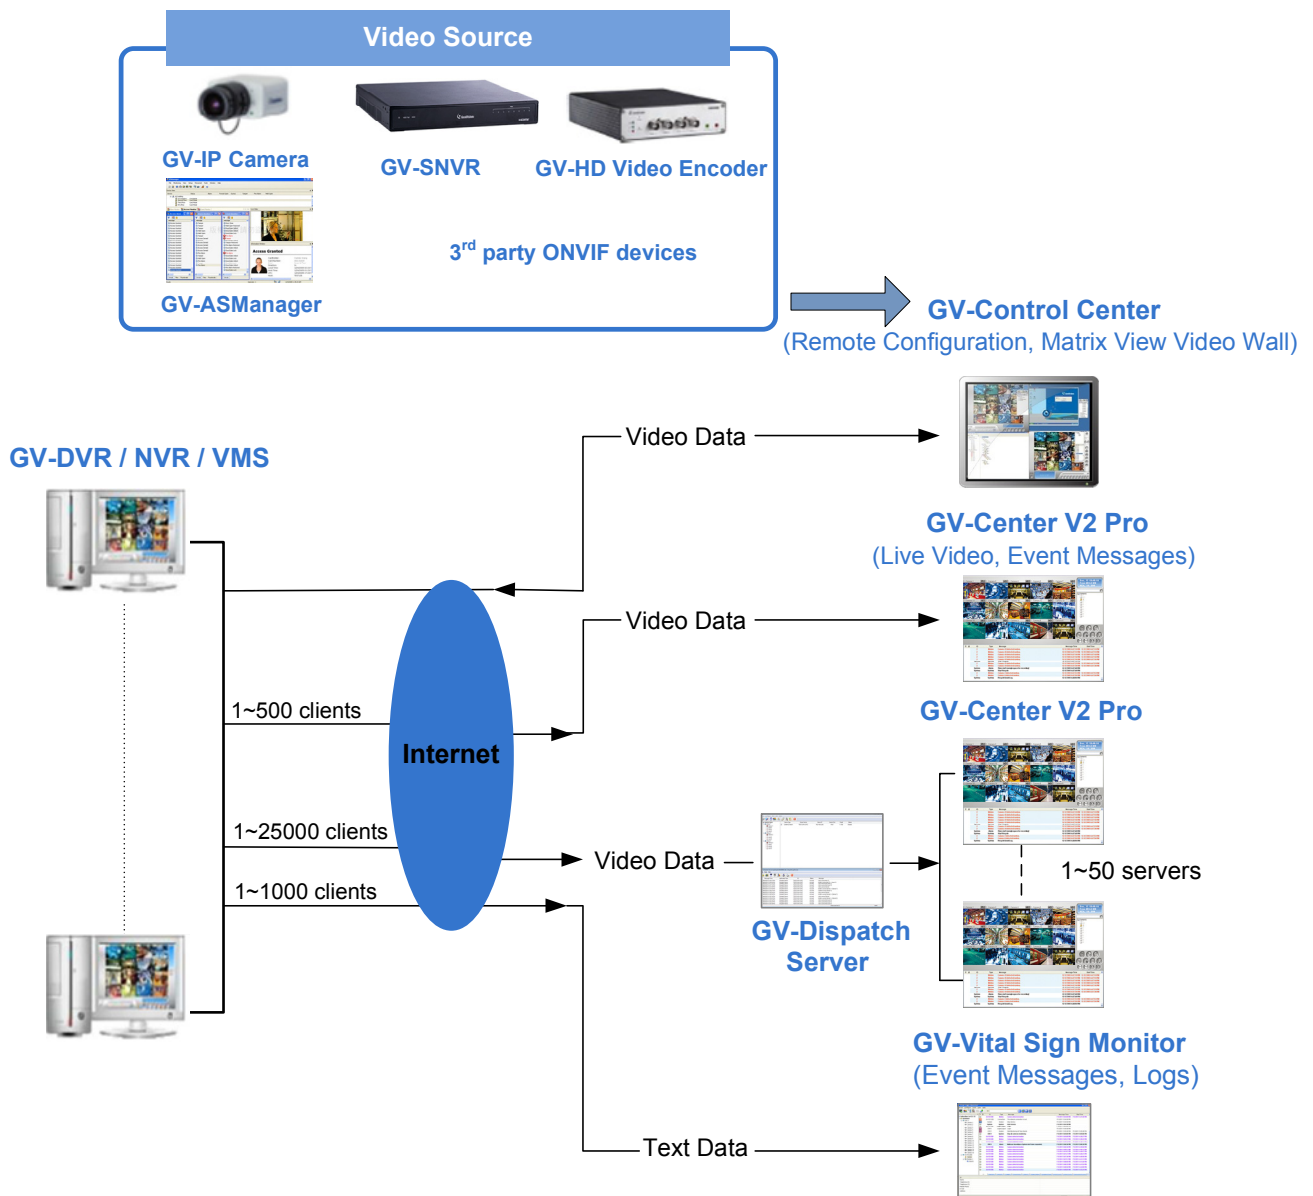 Video Source
GV-IP Camera
GV-SNVR
GV-HD Video Encoder
3rd party ONVIF devices
Access Granted
GV-ASManager
GV-Control Center
(Remote Configuration, Matrix View Video Wall)
Video Data
GV-DVR / NVR / VMS
GV-Center V2 Pro
(Live Video, Event Messages)
Video Data
1~500 clients
GV-Center V2 Pro
Internet
1~25000 clients
Video Data
1~50 servers
1~1000 clients
GV-Dispatch
Server
GV-Vital Sign Monitor
(Event Messages, Logs)
Text Data